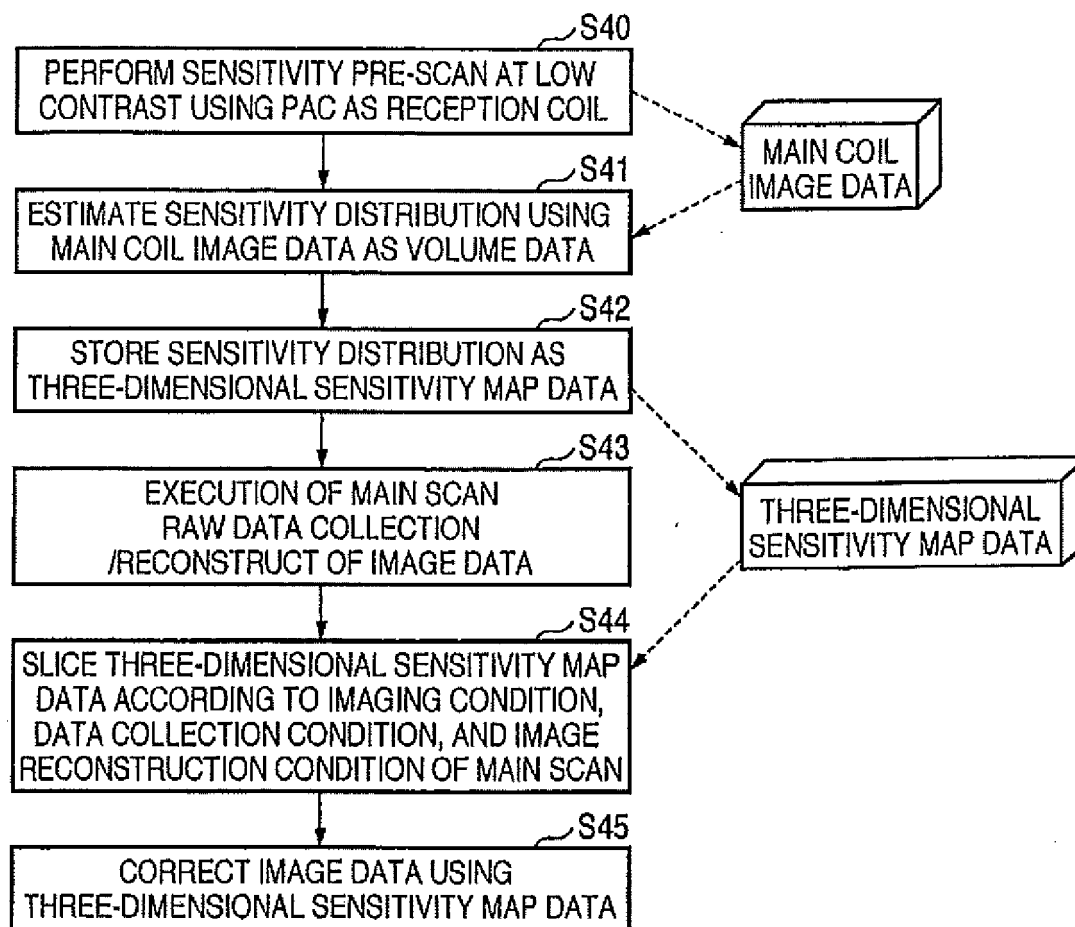 S40
PERFORM SENSITIVITY PRE-SCAN AT LOW
CONTRAST USING PAC AS RECEPTION COIL
MAIN COIL
IMAGE DATA
S41
ESTIMATE SENSITIVITY DISTRIBUTION USING
MAIN COIL IMAGE DATA AS VOLUME DATA
S42
STORE SENSITIVITY DISTRIBUTION AS
THREE-DIMENSIONAL SENSITIVITY MAP DATA
S43
EXECUTION OF MAIN SCAN
RAW DATA COLLECTION
/RECONSTRUCT OF IMAGE DATA
THREE-DIMENSIONAL
SENSITIVITY MAP DATA
S44
SLICE THREE-DIMENSIONAL SENSITIVITY MAP
DATA ACCORDING TO IMAGING CONDITION,
DATA COLLECTION CONDITION, AND IMAGE
RECONSTRUCTION CONDITION OF MAIN SCAN
S45
CORRECT IMAGE DATA USING
THREE-DIMENSIONAL SENSITIVITY MAP DATA